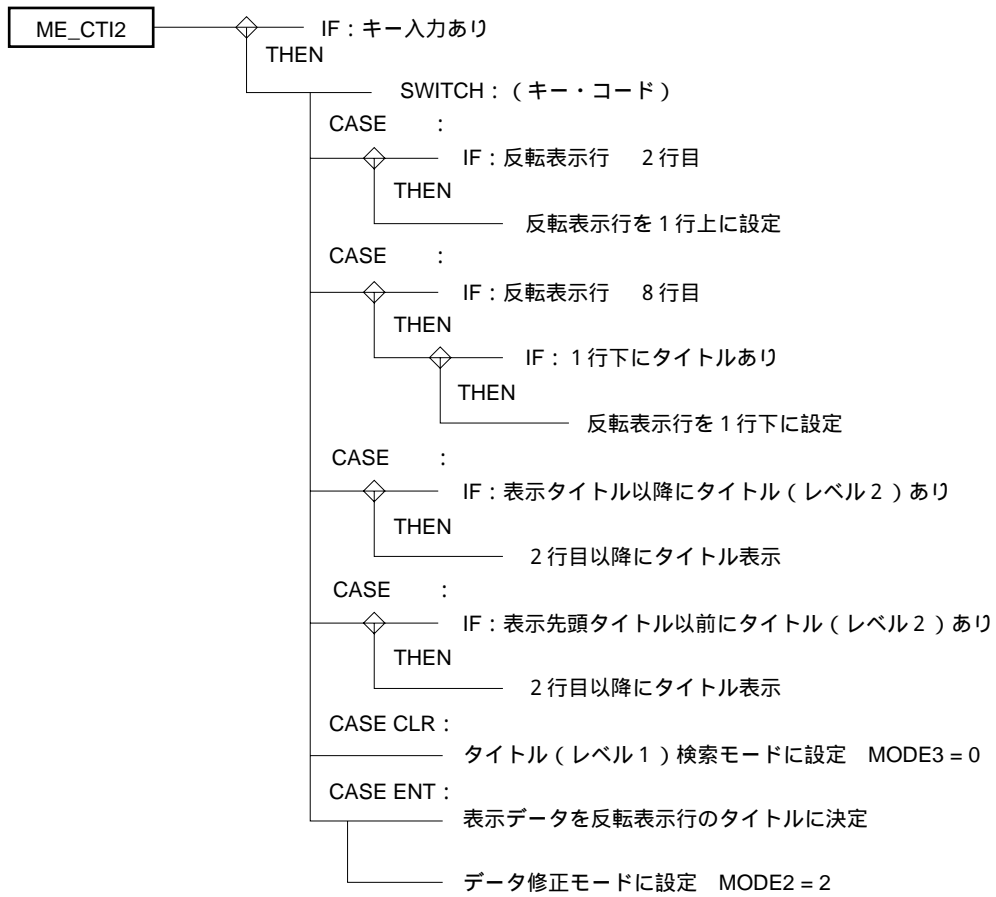 ME_CTI2
IF：キー入力あり
THEN
SWITCH：（キー・コード）
CASE　　：
IF：反転表示行　2行目
THEN
反転表示行を1行上に設定
CASE　　：
IF：反転表示行　8行目
THEN
IF：1行下にタイトルあり
THEN
反転表示行を1行下に設定
CASE　　：
IF：表示タイトル以降にタイトル（レベル2）あり
THEN
2行目以降にタイトル表示
CASE　　：
IF：表示先頭タイトル以前にタイトル（レベル2）あり
THEN
2行目以降にタイトル表示
CASE CLR：
タイトル（レベル1）検索モードに設定　MODE3 = 0
CASE ENT：
表示データを反転表示行のタイトルに決定
データ修正モードに設定　MODE2 = 2